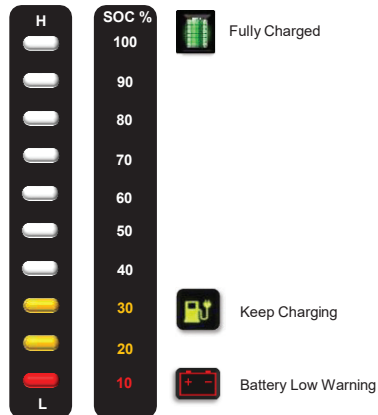 H
SOC %
100
Fully Charged
90
80
70
60
50
40
30
Keep Charging
20
10
Battery Low Warning
L